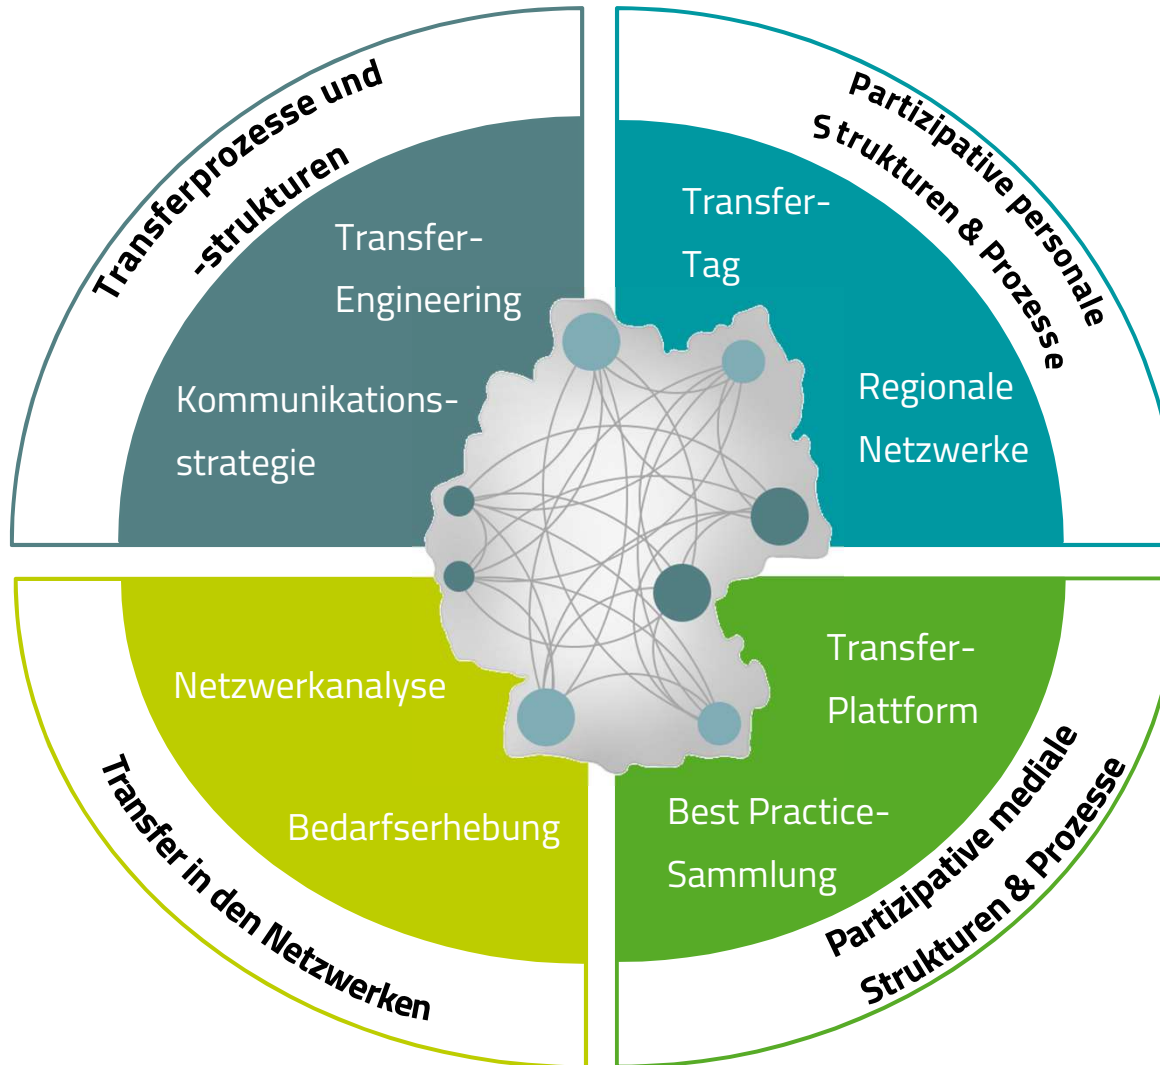 Transferprozesse und
-strukturen
Transfer-
Engineering
Kommunikations-
strategie
Partizipative personale
Strukturen & Prozesse
Transfer-
Tag
Regionale
Netzwerke
Transfer in den Netzwerken
Netzwerkanalyse
Bedarfserhebung
Transfer-
Plattform
Best Practice-
Sammlung
Partizipative mediale
Strukturen & Prozesse